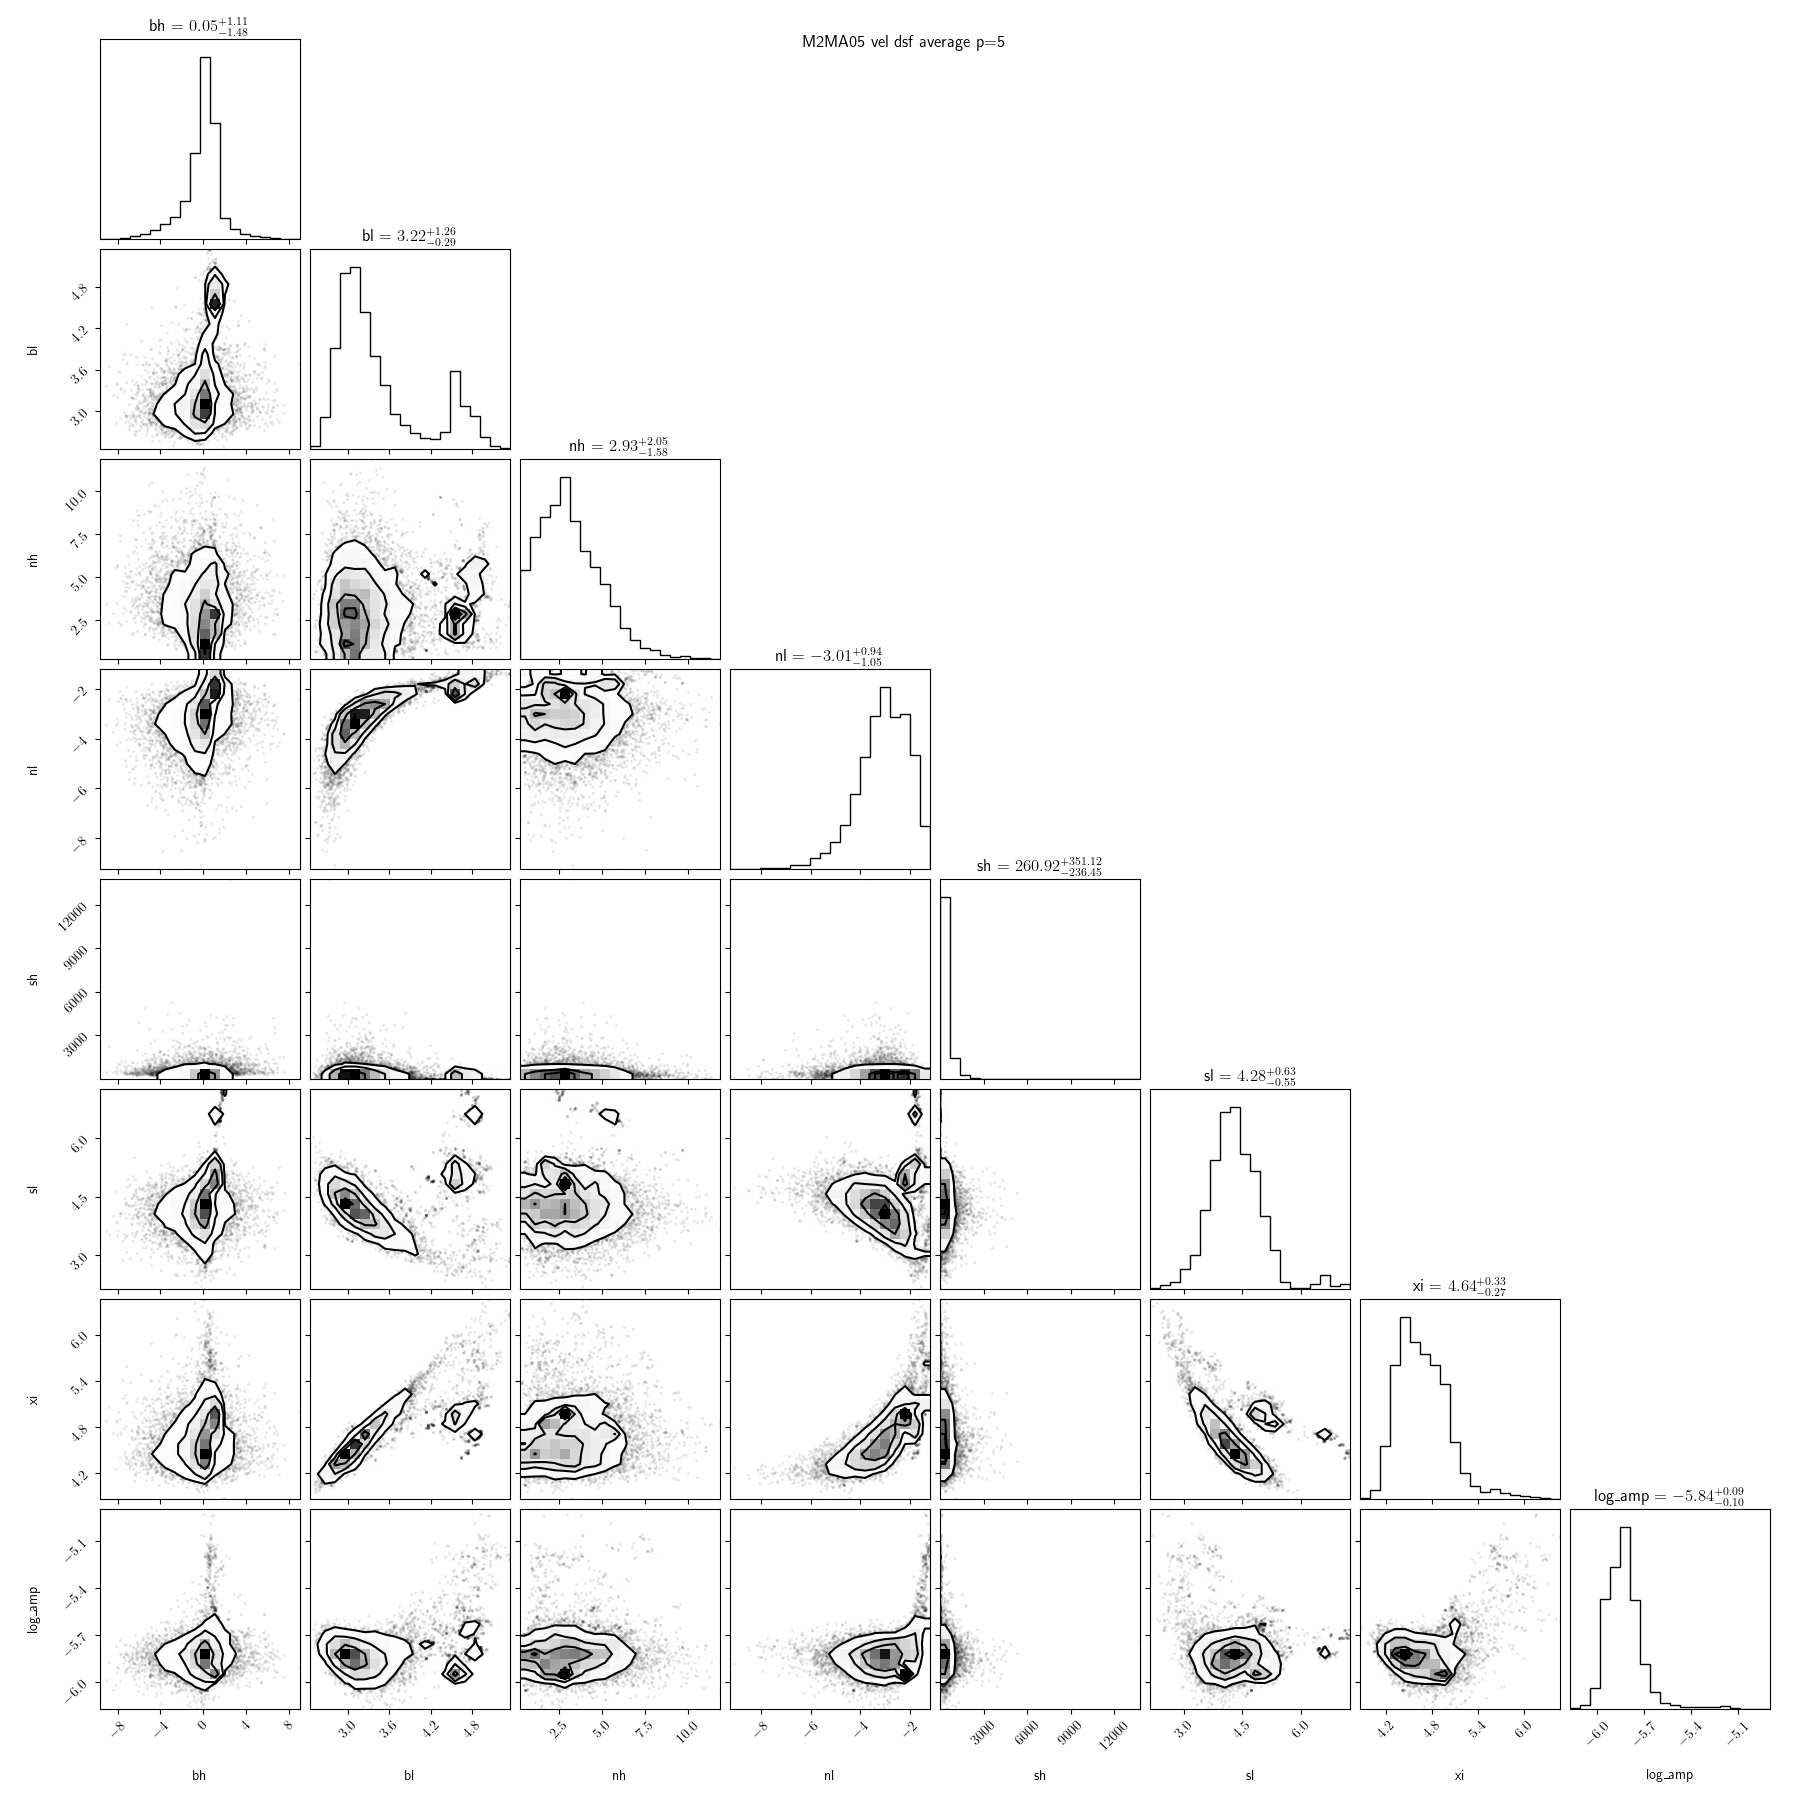 M2MA05 vel dsf average p=5
bh = 0.05 +1.11 −1.48
bl = 3.22 +1.26 −0.29
nh = 2.93 +2.05 −1.58
nl = −3.01 +0.94 −1.05
sh = 260.92 +351.12 −236.45
sl = 4.28 +0.63 −0.55
xi = 4.64 +0.33 −0.27
log_amp = −5.84 +0.09 −0.10
bl
4.8
4.2
3.6
3.0
nh
10.0
7.5
5.0
2.5
nl
−2
−4
−6
−8
sh
12000
9000
6000
3000
sl
6.0
4.5
3.0
xi
6.0
5.4
4.8
4.2
log_amp
−5.1
−5.4
−5.7
−6.0
−8 −4 0 4 8
3.0 3.6 4.2 4.8
2.5 5.0 7.5 10.0
−8 −6 −4 −2
3000 6000 9000 12000
3.0 4.5 6.0
4.2 4.8 5.4 6.0
−6.0 −5.7 −5.4 −5.1
bh bl nh nl sh sl xi log_amp